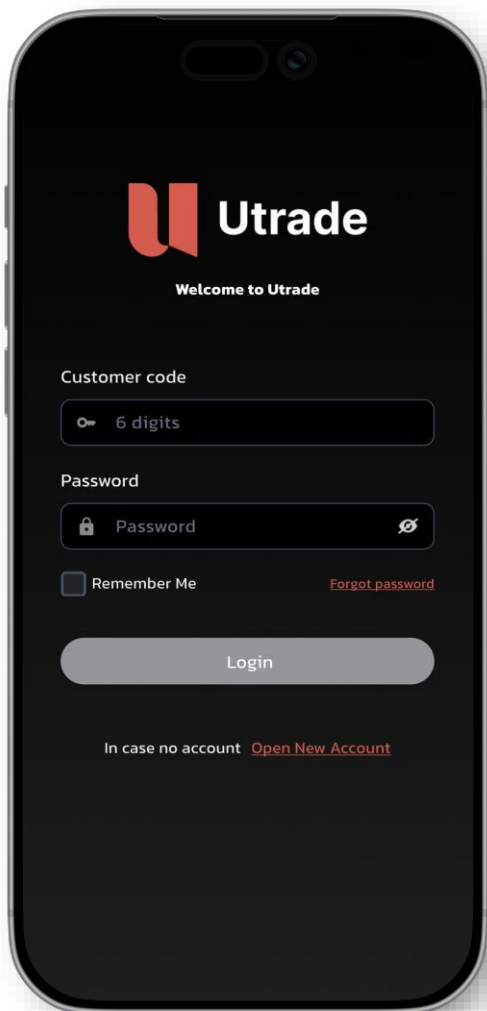 Utrade
Welcome to Utrade
Customer code
6 digits
Password
Password
Remember Me Forgot password
Login
In case no account Open New Account